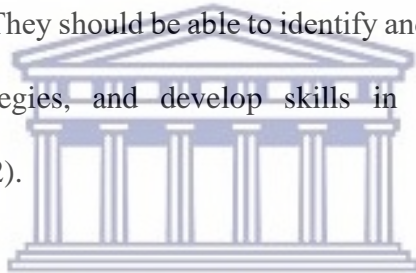 They should be able to identify and
egies, and develop skills in
2).